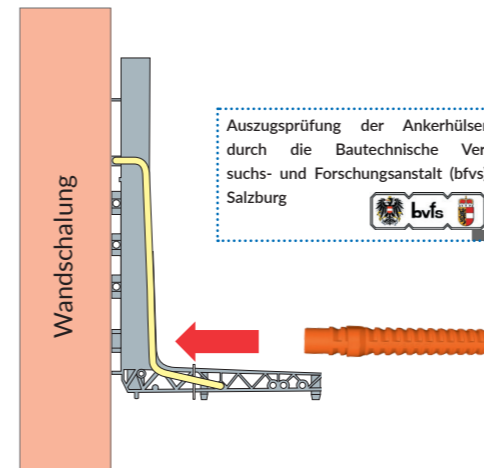 Wandschalung
Auszugsprüfung der Ankerhülsen
durch die Bautechnische Ver
suchs- und Forschungsanstalt (bfvs)
Salzburg
bvfs